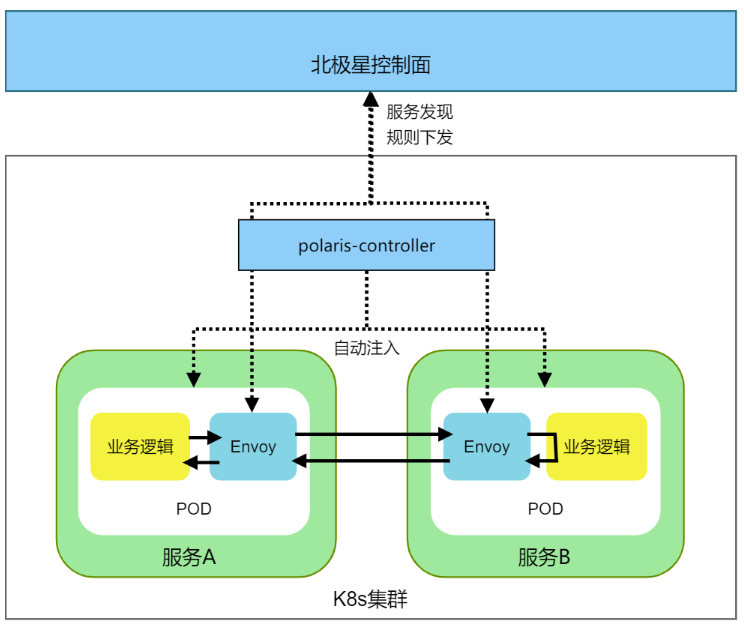 北极星控制面
服务发现
规则下发
polaris-controller
自动注入
业务逻辑
Envoy
Envoy
业务逻辑
POD
POD
服务A
服务B
K8s集群